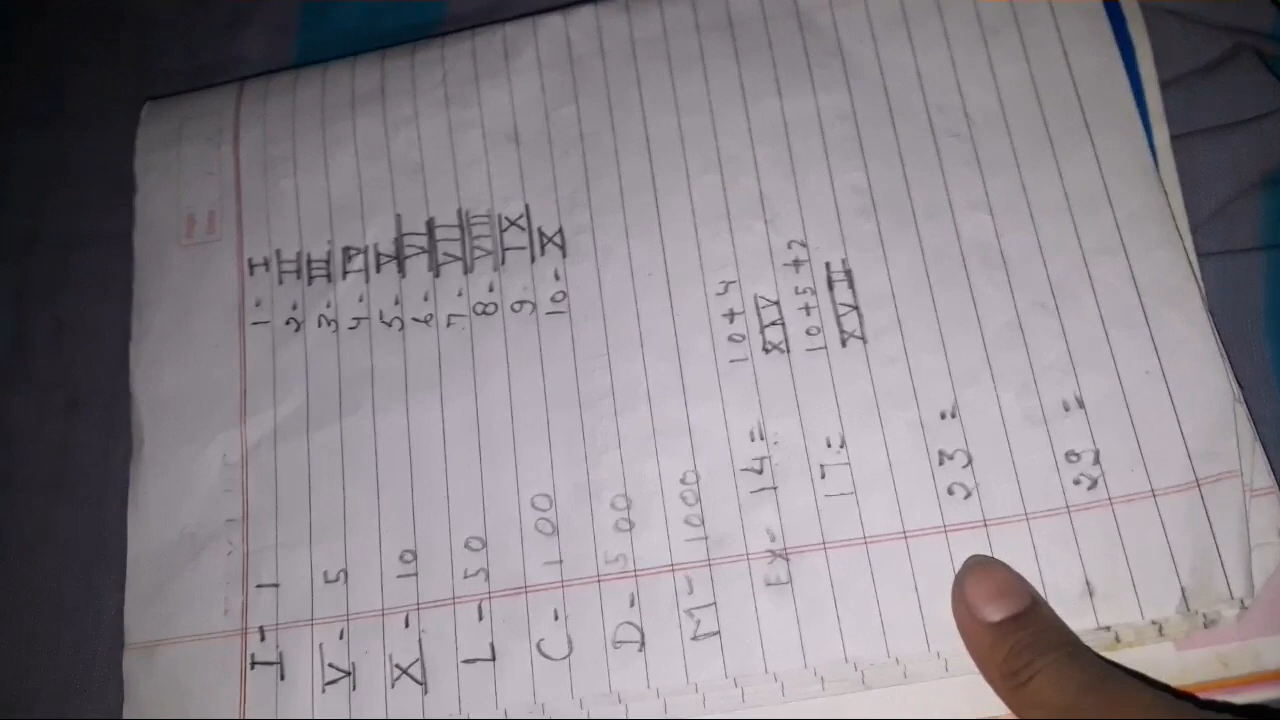 I - 1
V - 5
X - 10
L - 50
C - 100
D - 500
M - 1000
1 - I
2 - II
3 - III
4 - IV
5 - V
6 - VI
7 - VII
8 - VIII
9 IX
10 - X
Ex - 14 = 10 + 4
XIV
17 = 10 + 5 + 2
XVII
23 =
29 =